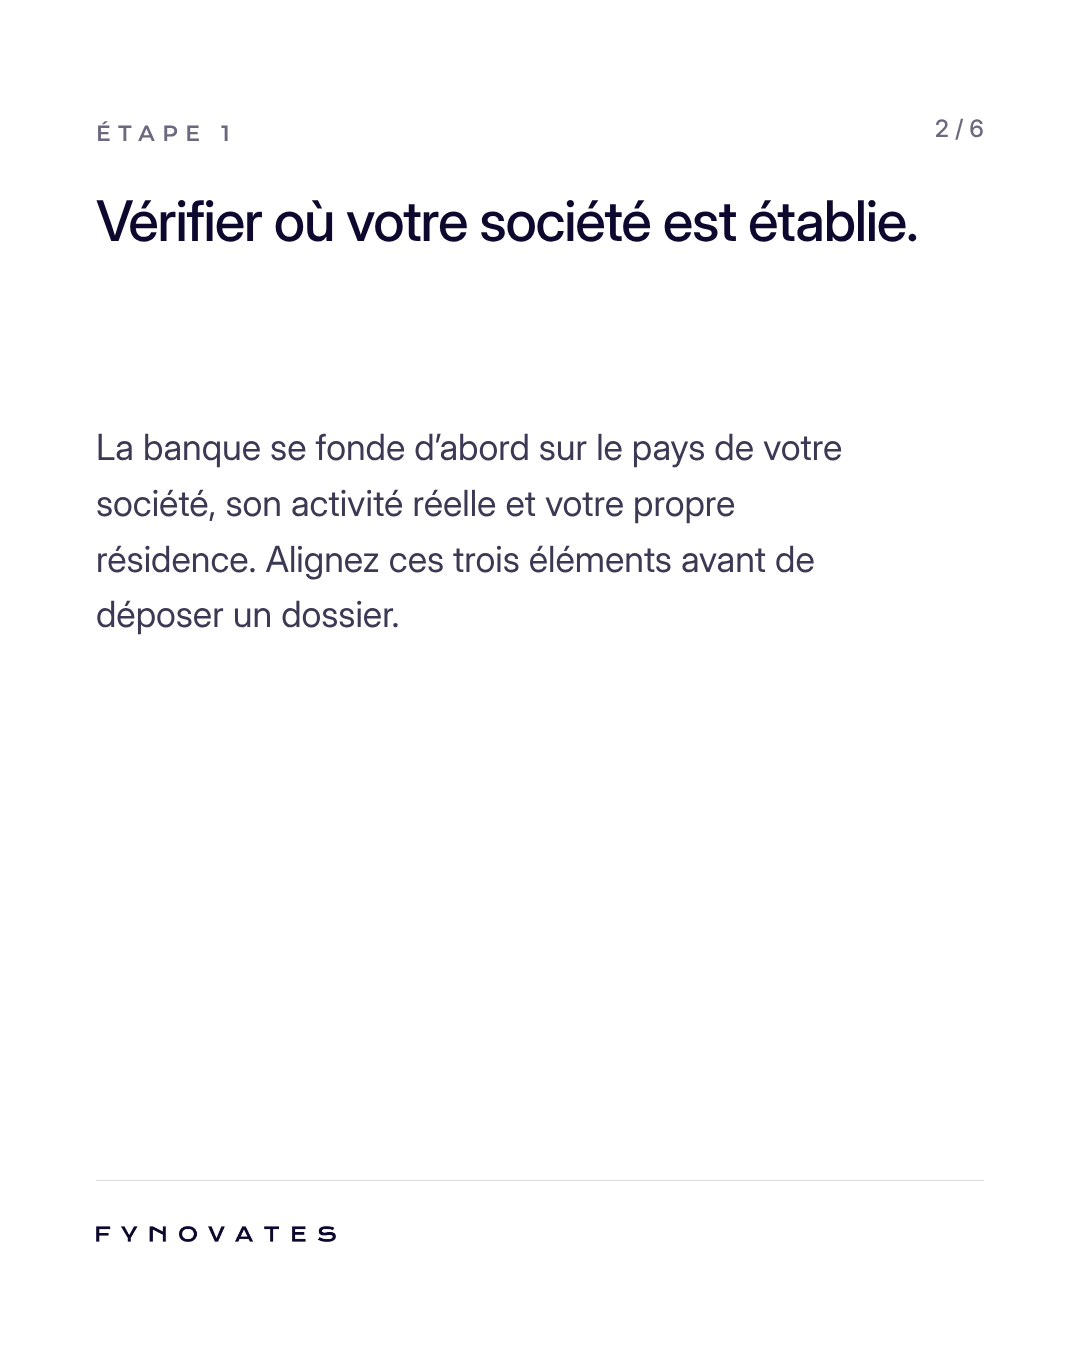 ÉTAPE 1
2 / 6
Vérifier où votre société est établie.
La banque se fonde d’abord sur le pays de votre
société, son activité réelle et votre propre
résidence. Alignez ces trois éléments avant de
déposer un dossier.
FYNOVATES